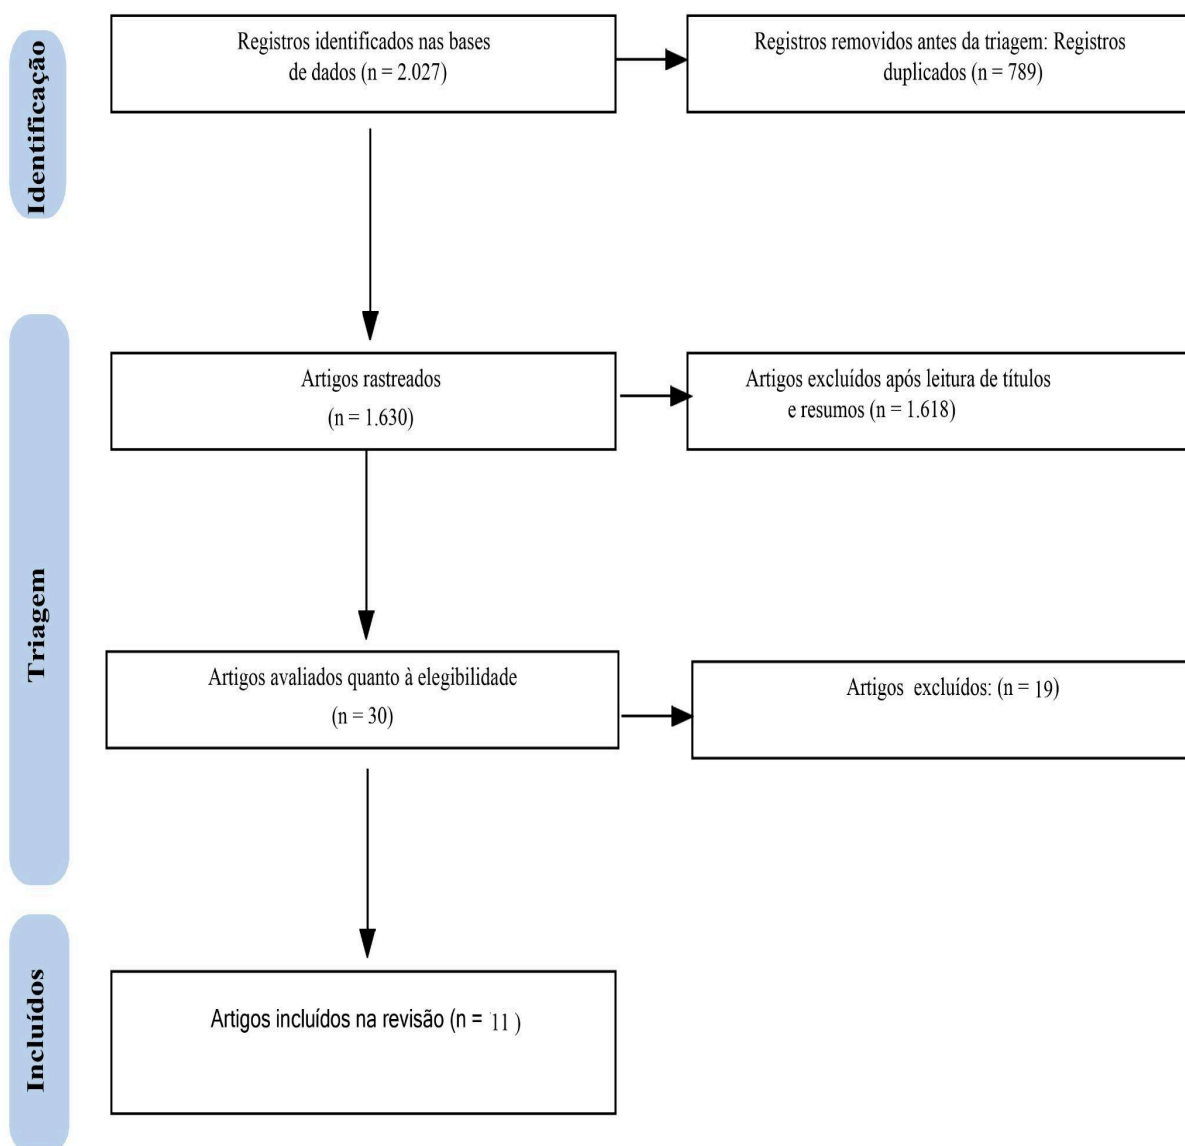 Identificação
Registros identificados nas bases
de dados (n = 2.027)
Registros removidos antes da triagem: Registros
duplicados (n = 789)
Triagem
Artigos rastreados
(n = 1.630)
Artigos excluídos após leitura de títulos
e resumos (n = 1.618)
Artigos avaliados quanto à elegibilidade
(n = 30)
Artigos excluídos: (n = 19)
Incluídos
Artigos incluídos na revisão (n = 11 )